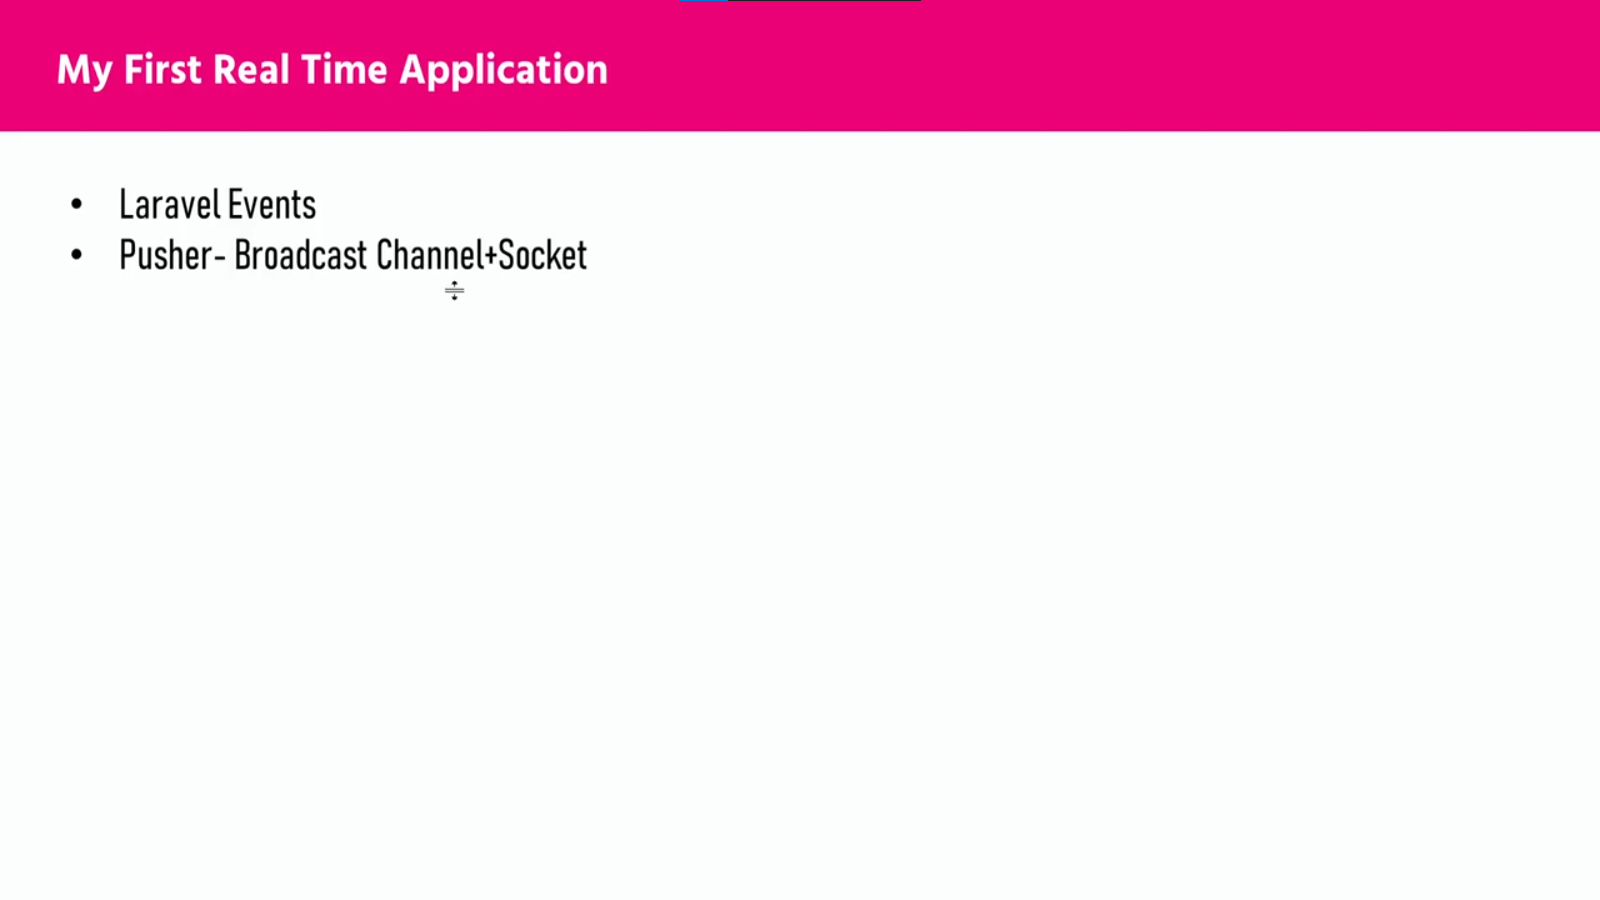 My First Real Time Application
• Laravel Events
• Pusher- Broadcast Channel+Socket